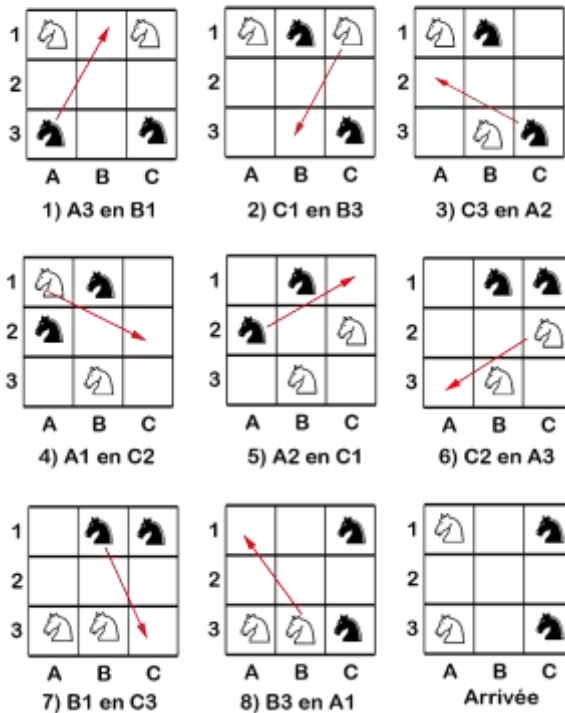 1
2
3
A B C
1) A3 en B1
1
2
3
A B C
2) C1 en B3
1
2
3
A B C
3) C3 en A2
1
2
3
A B C
4) A1 en C2
1
2
3
A B C
5) A2 en C1
1
2
3
A B C
6) C2 en A3
1
2
3
A B C
7) B1 en C3
1
2
3
A B C
8) B3 en A1
1
2
3
A B C
Arrivée